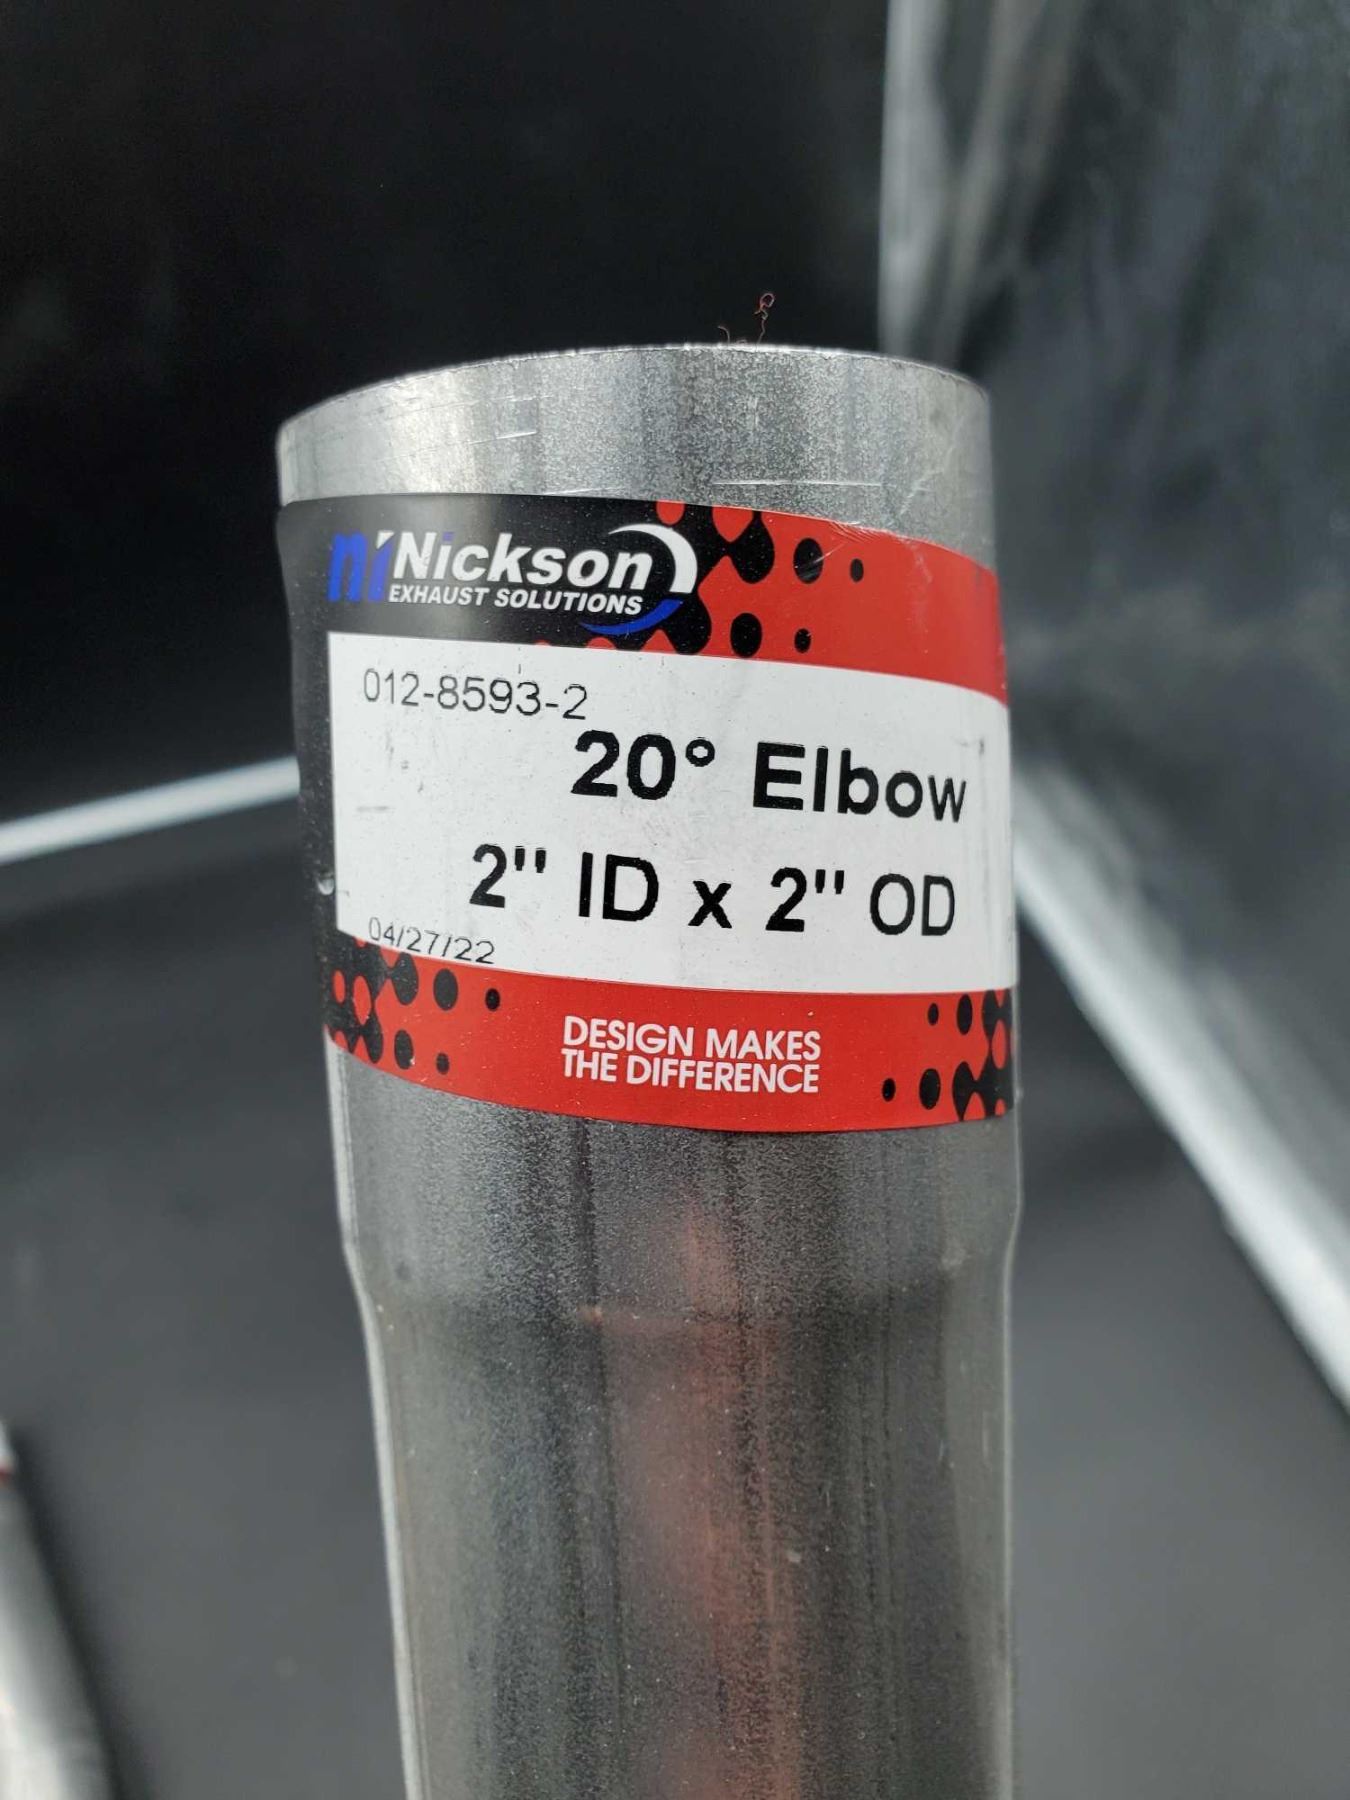 ni Nickson
EXHAUST SOLUTIONS
012-8593-2
20° Elbow
2" ID x 2" OD
04/27/22
DESIGN MAKES
THE DIFFERENCE